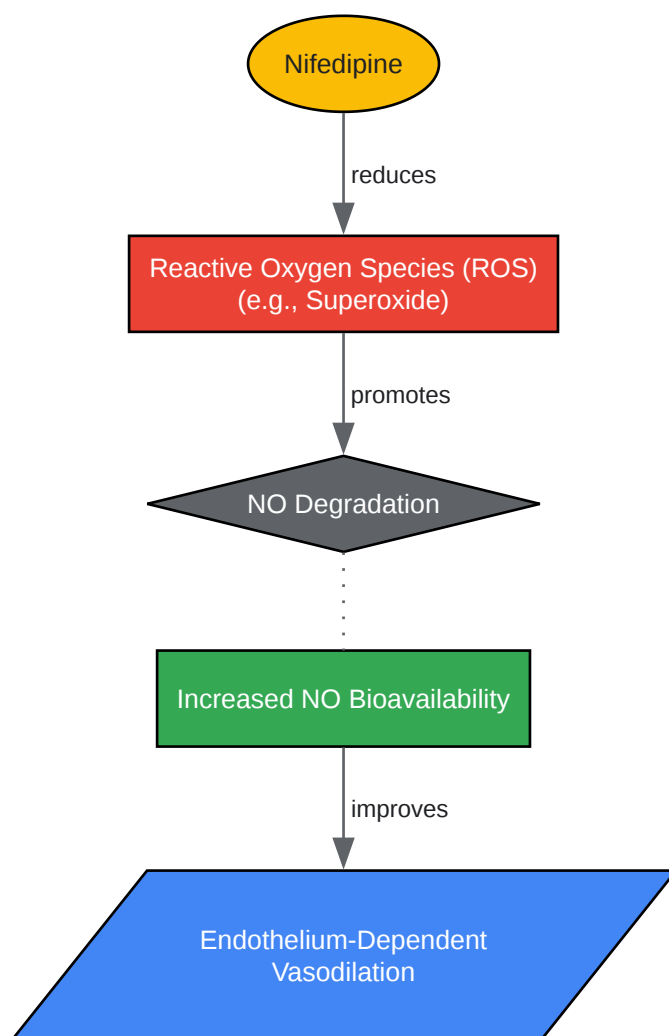 Nifedipine
reduces
Reactive Oxygen Species (ROS)
(e.g., Superoxide)
promotes
NO Degradation
Increased NO Bioavailability
improves
Endothelium-Dependent
Vasodilation